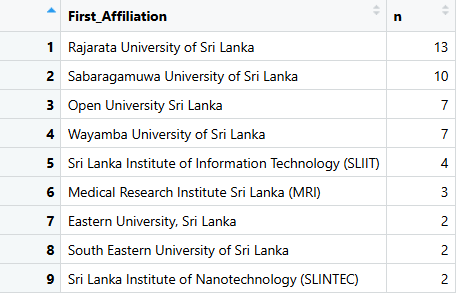 First_Affiliation n
1 Rajarata University of Sri Lanka 13
2 Sabaragamuwa University of Sri Lanka 10
3 Open University Sri Lanka 7
4 Wayamba University of Sri Lanka 7
5 Sri Lanka Institute of Information Technology (SLIIT) 4
6 Medical Research Institute Sri Lanka (MRI) 3
7 Eastern University, Sri Lanka 2
8 South Eastern University of Sri Lanka 2
9 Sri Lanka Institute of Nanotechnology (SLINTEC) 2